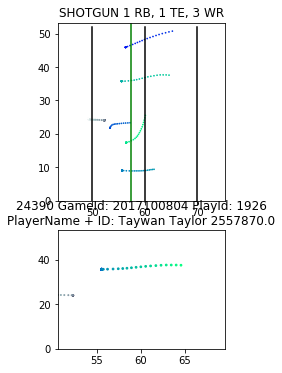 SHOTGUN 1 RB, 1 TE, 3 WR
50
40
30
20
10
0
50 60 70
24390 GameId: 2017100804 PlayId: 1926
PlayerName + ID: Taywan Taylor 2557870.0
40
20
0
55 60 65